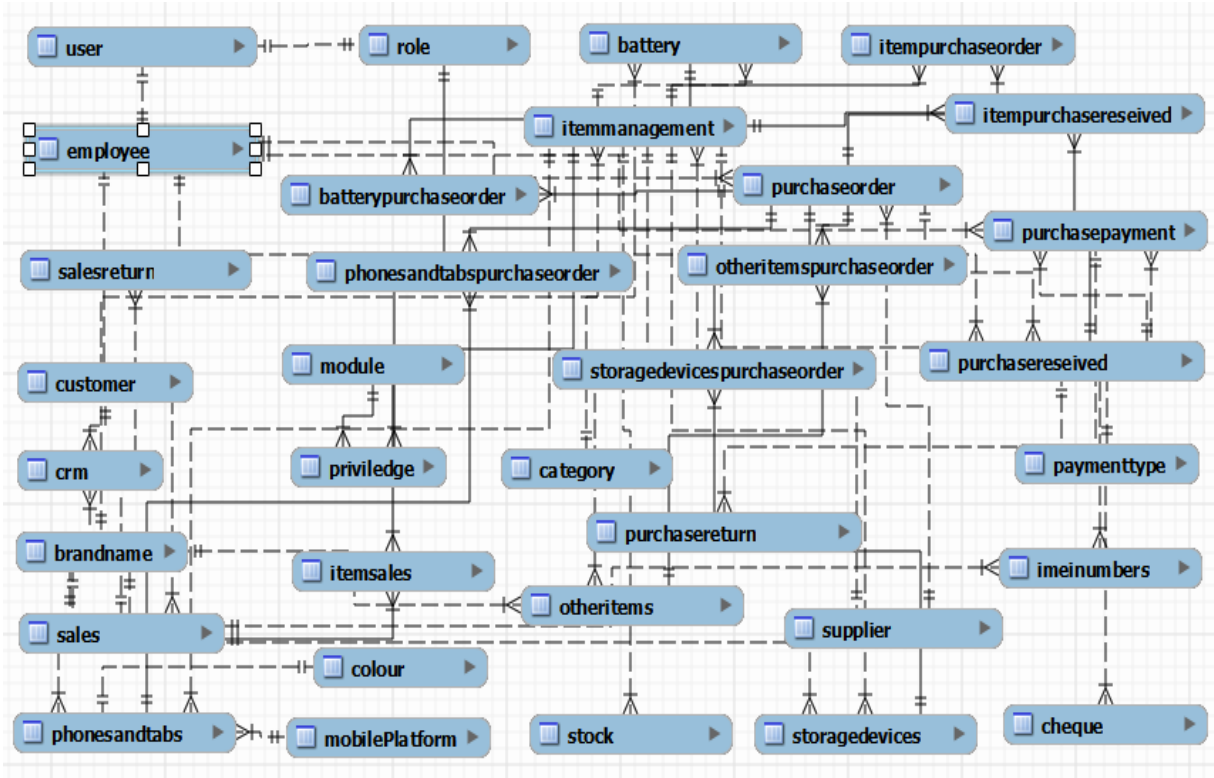 user
role
battery
itempurchaseorder
itemmanagement
itempurchasereseived
employee
batterypurchaseorder
purchaseorder
purchasepayment
salesreturn
phonesandtabspurchaseorder
otheritemspurchaseorder
customer
module
storagedevicespurchaseorder
purchasereseived
crm
priviledge
category
paymenttype
brandname
itemsales
purchasereturn
imeinumbers
sales
otheritems
supplier
colour
phonesandtabs
mobilePlatform
stock
storagedevices
cheque